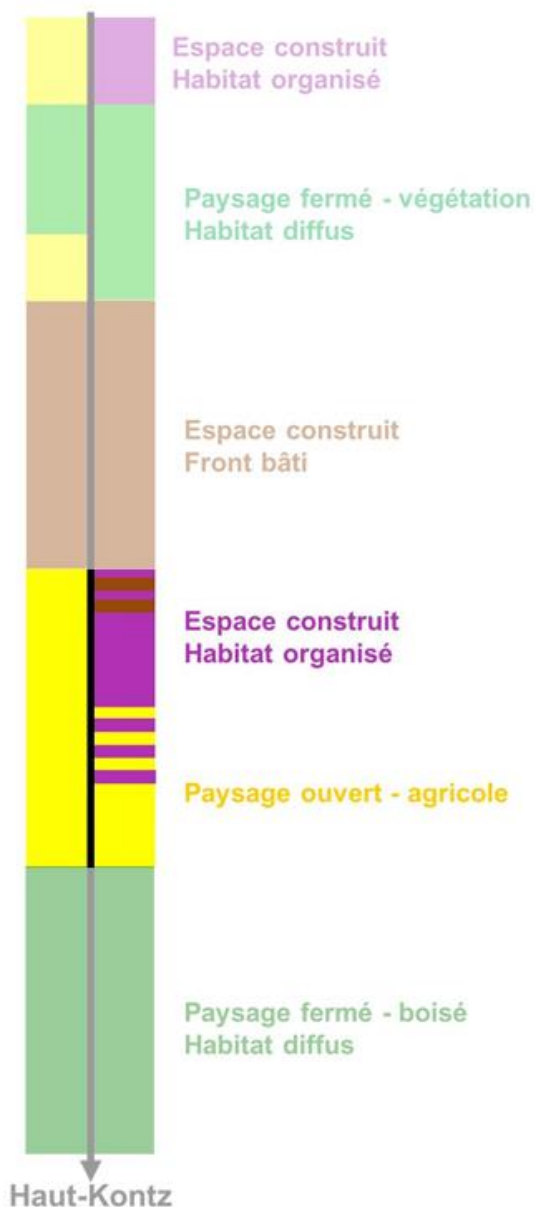 Espace construit
Habitat organisé
Paysage fermé - végétation
Habitat diffus
Espace construit
Front bâti
Espace construit
Habitat organisé
Paysage ouvert - agricole
Paysage fermé - boisé
Habitat diffus
Haut-Kontz